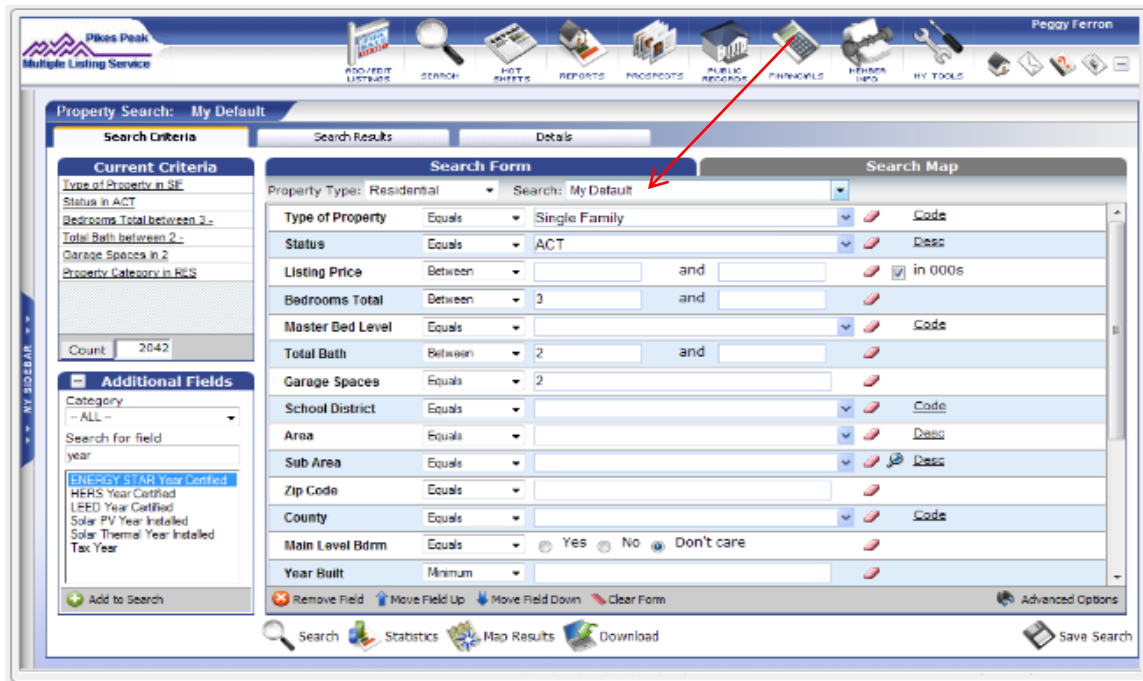 Peggy Ferron
Pikes Peak
Multiple Listing Service
ADD/EDIT LISTINGS
SEARCH
HOT SHEETS
REPORTS
PROSPECTS
PUBLIC RECORDS
FINANCIALS
MEMBER INFO
MY TOOLS
Property Search: My Default
Search Criteria Search Results Details
Current Criteria
Type of Property in SIF
Status in ACT
Bedrooms Total between 3 -
Total Bath between 2 -
Garage Spaces in 2
Property Category in RES
Count 2042
MY SIDEBAR
Additional Fields
Category
-- ALL --
Search for field
year
ENERGY STAR Year Certified
HERS Year Certified
LEED Year Certified
Solar PV Year Installed
Solar Thermal Year Installed
Tax Year
Add to Search
Search Form Search Map
Property Type: Residential Search: My Default
Type of Property Equals Single Family Code
Status Equals ACT Desc
Listing Price Between and in 000s
Bedrooms Total Between 3 and
Master Bed Level Equals Code
Total Bath Between 2 and
Garage Spaces Equals 2
School District Equals Code
Area Equals Desc
Sub Area Equals Desc
Zip Code Equals
County Equals Code
Main Level Bdrm Equals Yes No Don't care
Year Built Minimum
Remove Field Move Field Up Move Field Down Clear Form Advanced Options
Search Statistics Map Results Download Save Search